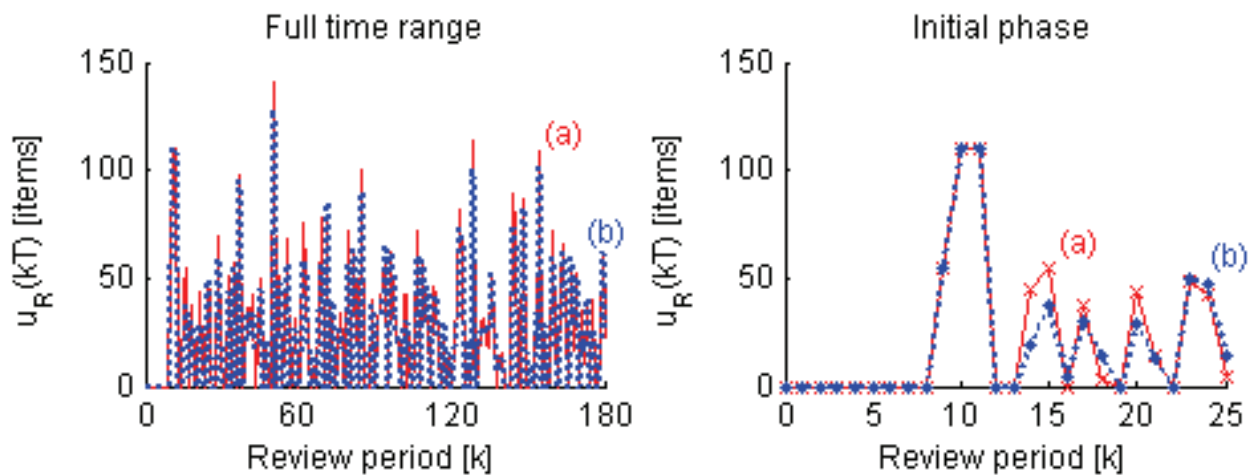 Full time range
150
100
50
0
u_R(kT) [items]
(a)
(b)
0 60 120 180
Review period [k]
Initial phase
150
100
50
0
u_R(kT) [items]
(a)
(b)
0 5 10 15 20 25
Review period [k]